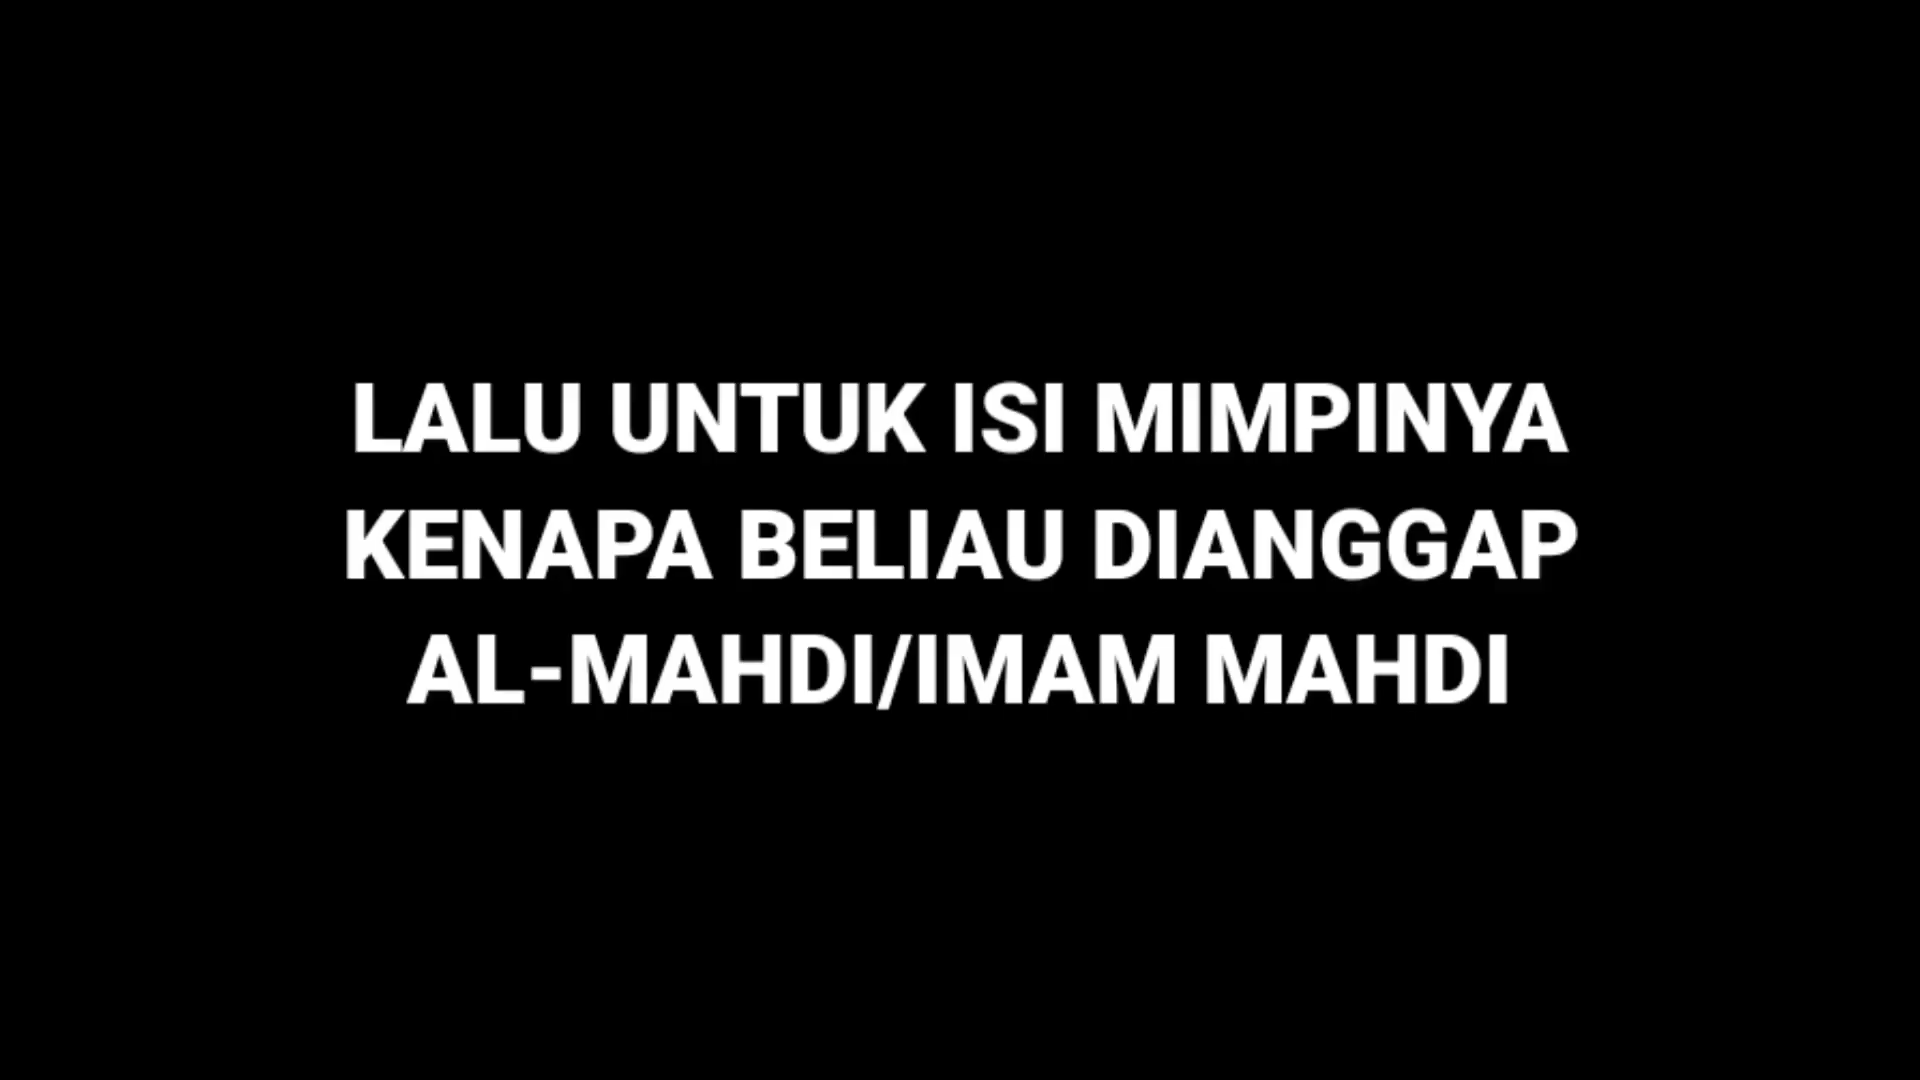 LALU UNTUK ISI MIMPINYA
KENAPA BELIAU DIANGGAP
AL-MAHDI/IMAM MAHDI